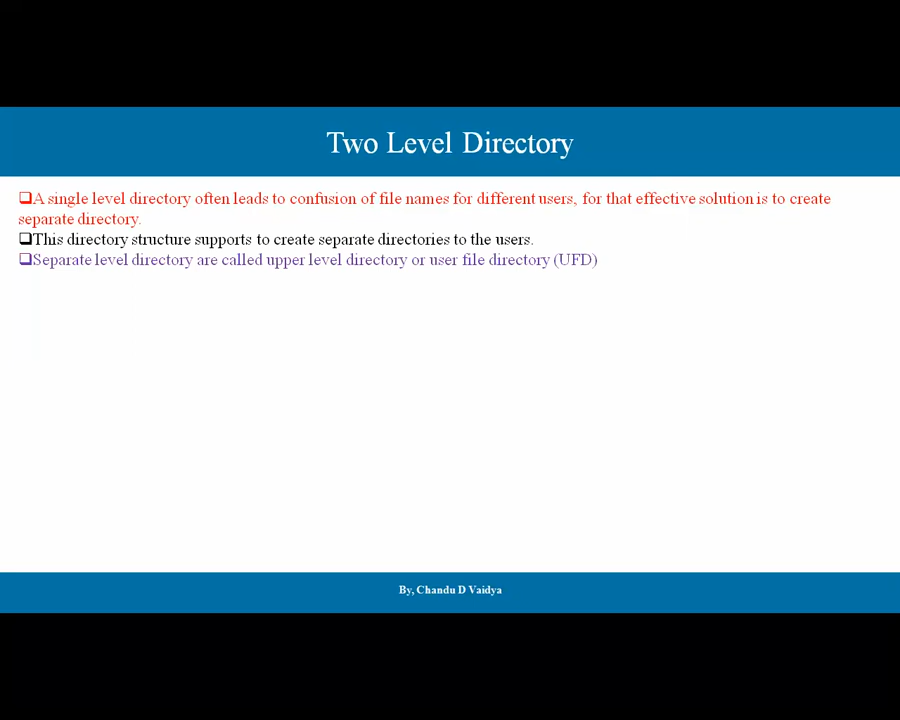 Two Level Directory
❑A single level directory often leads to confusion of file names for different users, for that effective solution is to create
separate directory.
❑This directory structure supports to create separate directories to the users.
❑Separate level directory are called upper level directory or user file directory (UFD)
By, Chandu D Vaidya